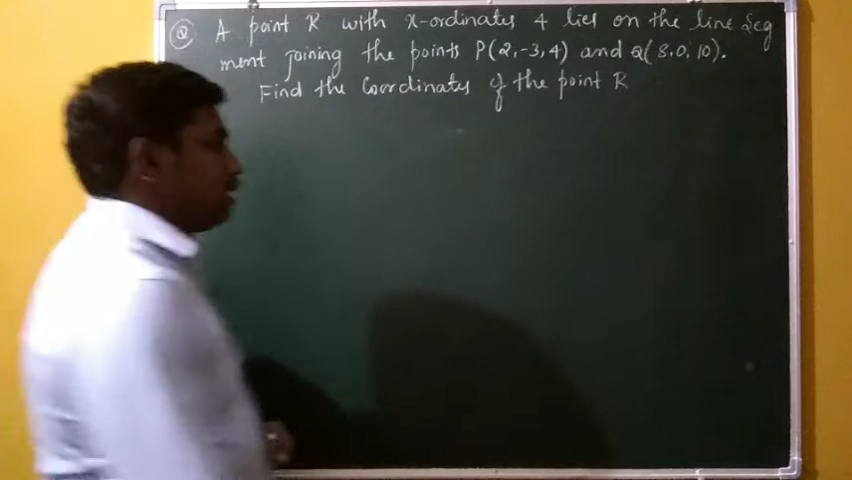 Q A point R with x-ordinates 4 lies on the line Seg
ment joining the points P(2,-3,4) and Q(8,0,10).
Find the Coordinates of the point R